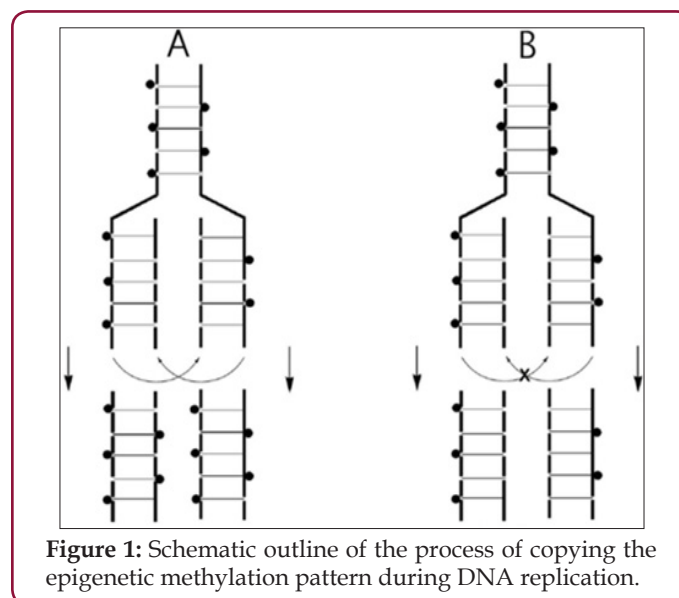 A B
x
Figure 1: Schematic outline of the process of copying the
epigenetic methylation pattern during DNA replication.